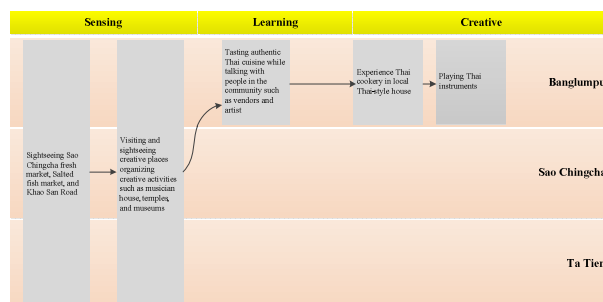 Sensing
Learning
Creative
Tasting authentic
Thai cuisine while
talking with
people in the
community such
as vendors and
artist
Experience Thai
cookery in local
Thai-style house
Playing Thai
instruments
Banglumpu
Sightseeing Sao
Chingcha fresh
market, Salted
fish market, and
Khao San Road
Visiting and
sightseeing
creative places
organizing
creative activities
such as musician
house, temples,
and museums
Sao Chingcha
Ta Tien